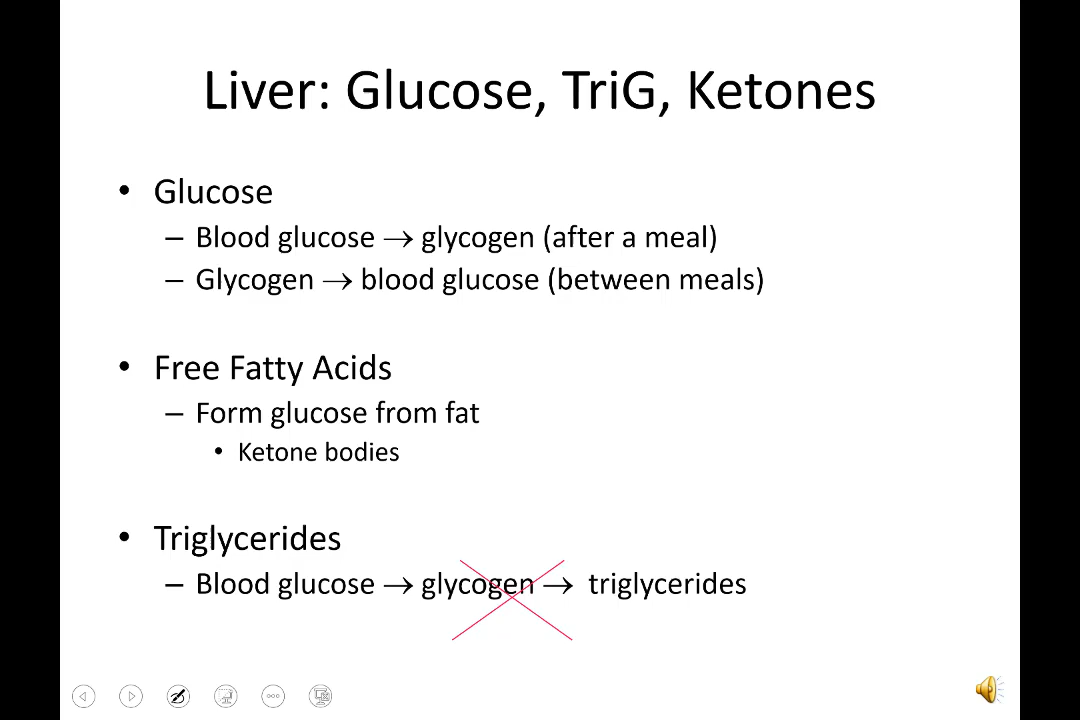 Liver: Glucose, TriG, Ketones
• Glucose
– Blood glucose → glycogen (after a meal)
– Glycogen → blood glucose (between meals)
• Free Fatty Acids
– Form glucose from fat
• Ketone bodies
• Triglycerides
– Blood glucose → glycogen → triglycerides